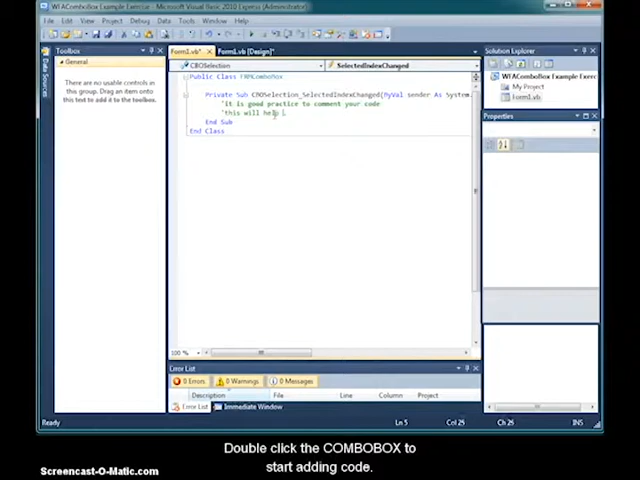 WFAComboBox Example Exercise - Microsoft Visual Basic 2010 Express (Administrator)
File Edit View Project Debug Data Tools Window Help
Toolbox
Form1.vb* Form1.vb [Design]*
Solution Explorer
Data Sources
General
There are no usable controls in
this group. Drag an item onto
this text to add it to the toolbox.
CBOSelection SelectedIndexChanged
Public Class FRMComboBox
Private Sub CBOSelection_SelectedIndexChanged(ByVal sender As System.
'It is good practice to comment your code
'this will help
End Sub
End Class
WFAComboBox Example Exerc
My Project
Form1.vb
Properties
100 %
Error List
0 Errors 0 Warnings 0 Messages
Description File Line Column Project
Error List Immediate Window
Ready Ln 5 Col 25 Ch 25 INS
Double click the COMBOBOX to
start adding code.
Screencast-O-Matic.com